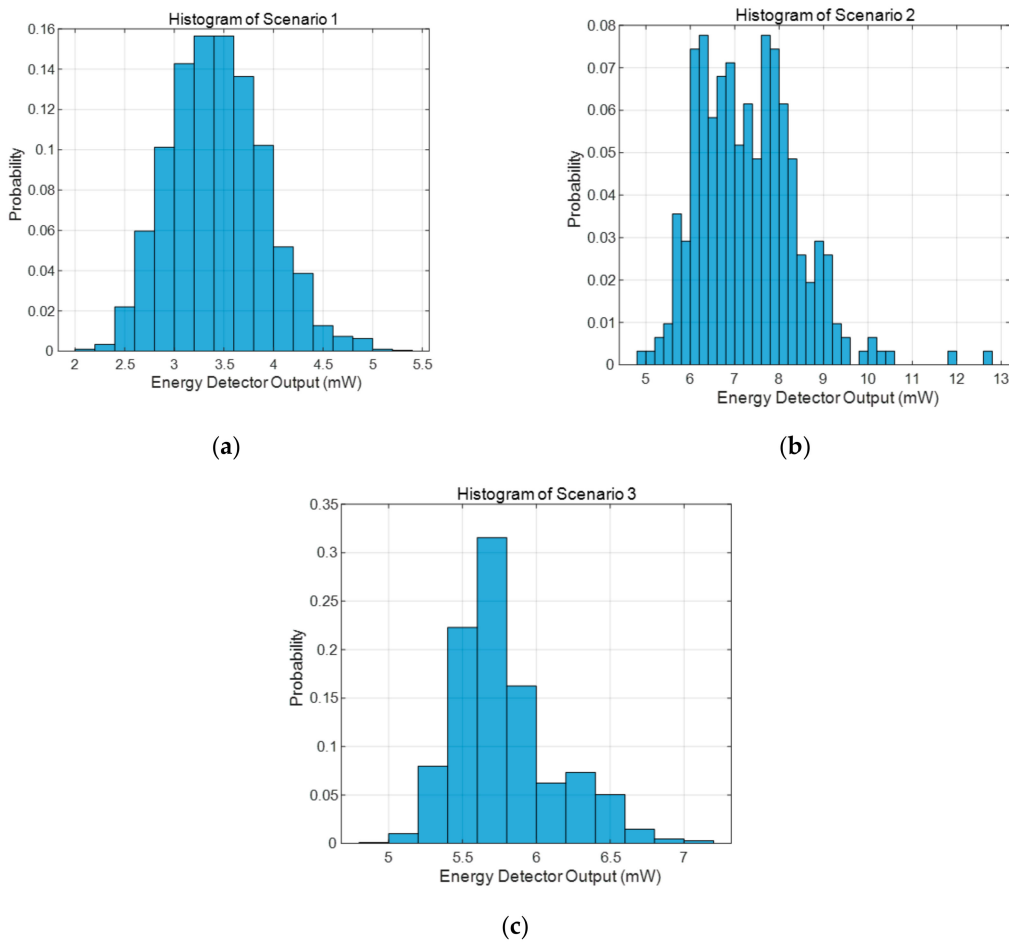 Histogram of Scenario 1
0.16
0.14
0.12
0.1
0.08
0.06
0.04
0.02
0
Probability
2 2.5 3 3.5 4 4.5 5 5.5
Energy Detector Output (mW)
(a)
Histogram of Scenario 2
0.08
0.07
0.06
0.05
0.04
0.03
0.03
0.01
0
Probability
5 6 7 8 9 10 11 12 13
Energy Detector Output (mW)
(b)
Histogram of Scenario 3
0.35
0.3
0.25
0.2
0.15
0.1
0.05
0
Probability
5 5.5 6 6.5 7
Energy Detector Output (mW)
(c)